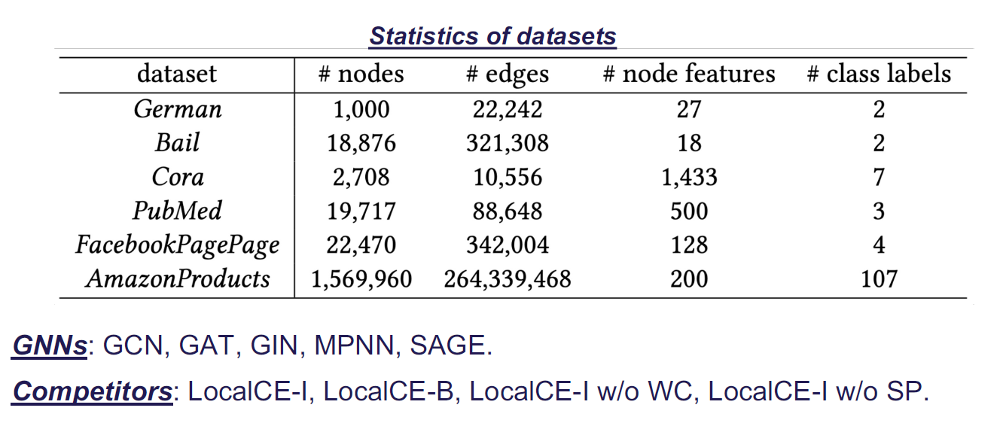 Statistics of datasets
dataset # nodes # edges # node features # class labels
German 1,000 22,242 27 2
Bail 18,876 321,308 18 2
Cora 2,708 10,556 1,433 7
PubMed 19,717 88,648 500 3
FacebookPagePage 22,470 342,004 128 4
AmazonProducts 1,569,960 264,339,468 200 107
GNNs: GCN, GAT, GIN, MPNN, SAGE.
Competitors: LocalCE-I, LocalCE-B, LocalCE-I w/o WC, LocalCE-I w/o SP.